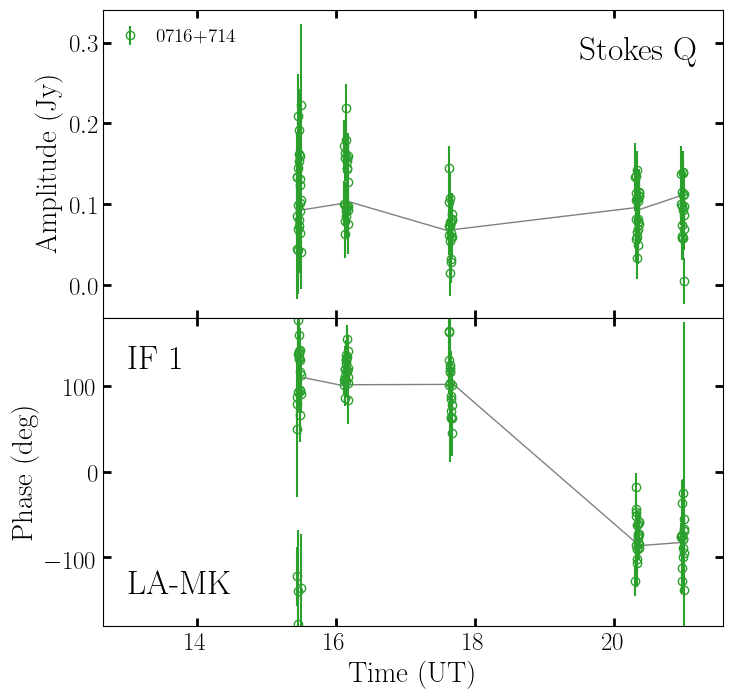 0716+714
Stokes Q
0.3
0.2
0.1
0.0
Amplitude (Jy)
IF 1
100
0
−100
Phase (deg)
LA-MK
14 16 18 20
Time (UT)